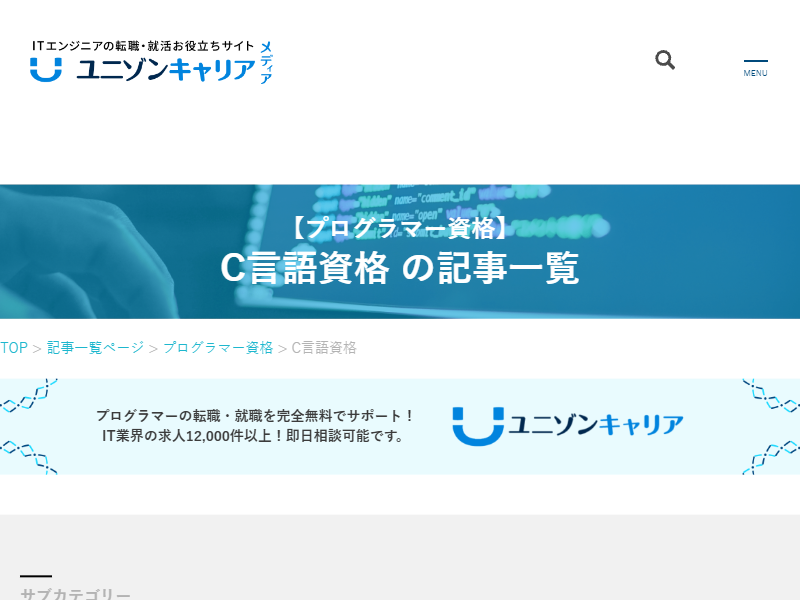 ITエンジニアの転職・就活お役立ちサイト
ユニゾンキャリア
メディア
MENU
【プログラマー資格】
C言語資格 の記事一覧
TOP > 記事一覧ページ > プログラマー資格 > C言語資格
プログラマーの転職・就職を完全無料でサポート！
IT業界の求人12,000件以上！即日相談可能です。
ユニゾンキャリア
サブカテゴリー